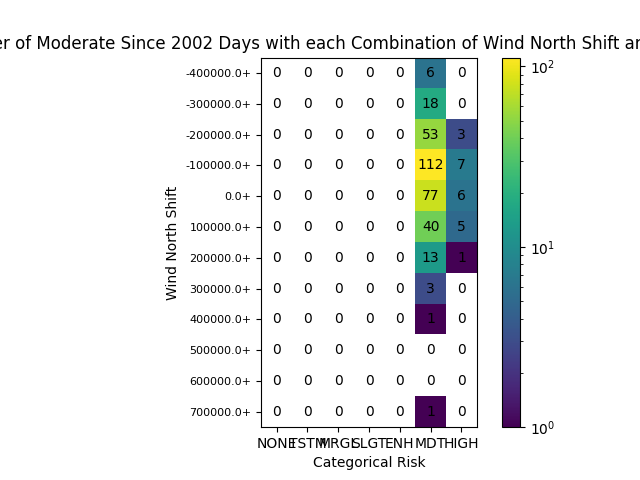 of Moderate Since 2002 Days with each Combination of Wind North Shift
-400000.0+ 0 0 0 0 0 6 0
-300000.0+ 0 0 0 0 0 18 0
-200000.0+ 0 0 0 0 0 53 3
-100000.0+ 0 0 0 0 0 112 7
0.0+ 0 0 0 0 0 77 6
100000.0+ 0 0 0 0 0 40 5
200000.0+ 0 0 0 0 0 13 1
300000.0+ 0 0 0 0 0 3 0
400000.0+ 0 0 0 0 0 1 0
500000.0+ 0 0 0 0 0 0 0
600000.0+ 0 0 0 0 0 0 0
700000.0+ 0 0 0 0 0 1 0
NONE TSTM MRGL SLGT ENH MDT HIGH
Categorical Risk
Wind North Shift
10²
10¹
10⁰